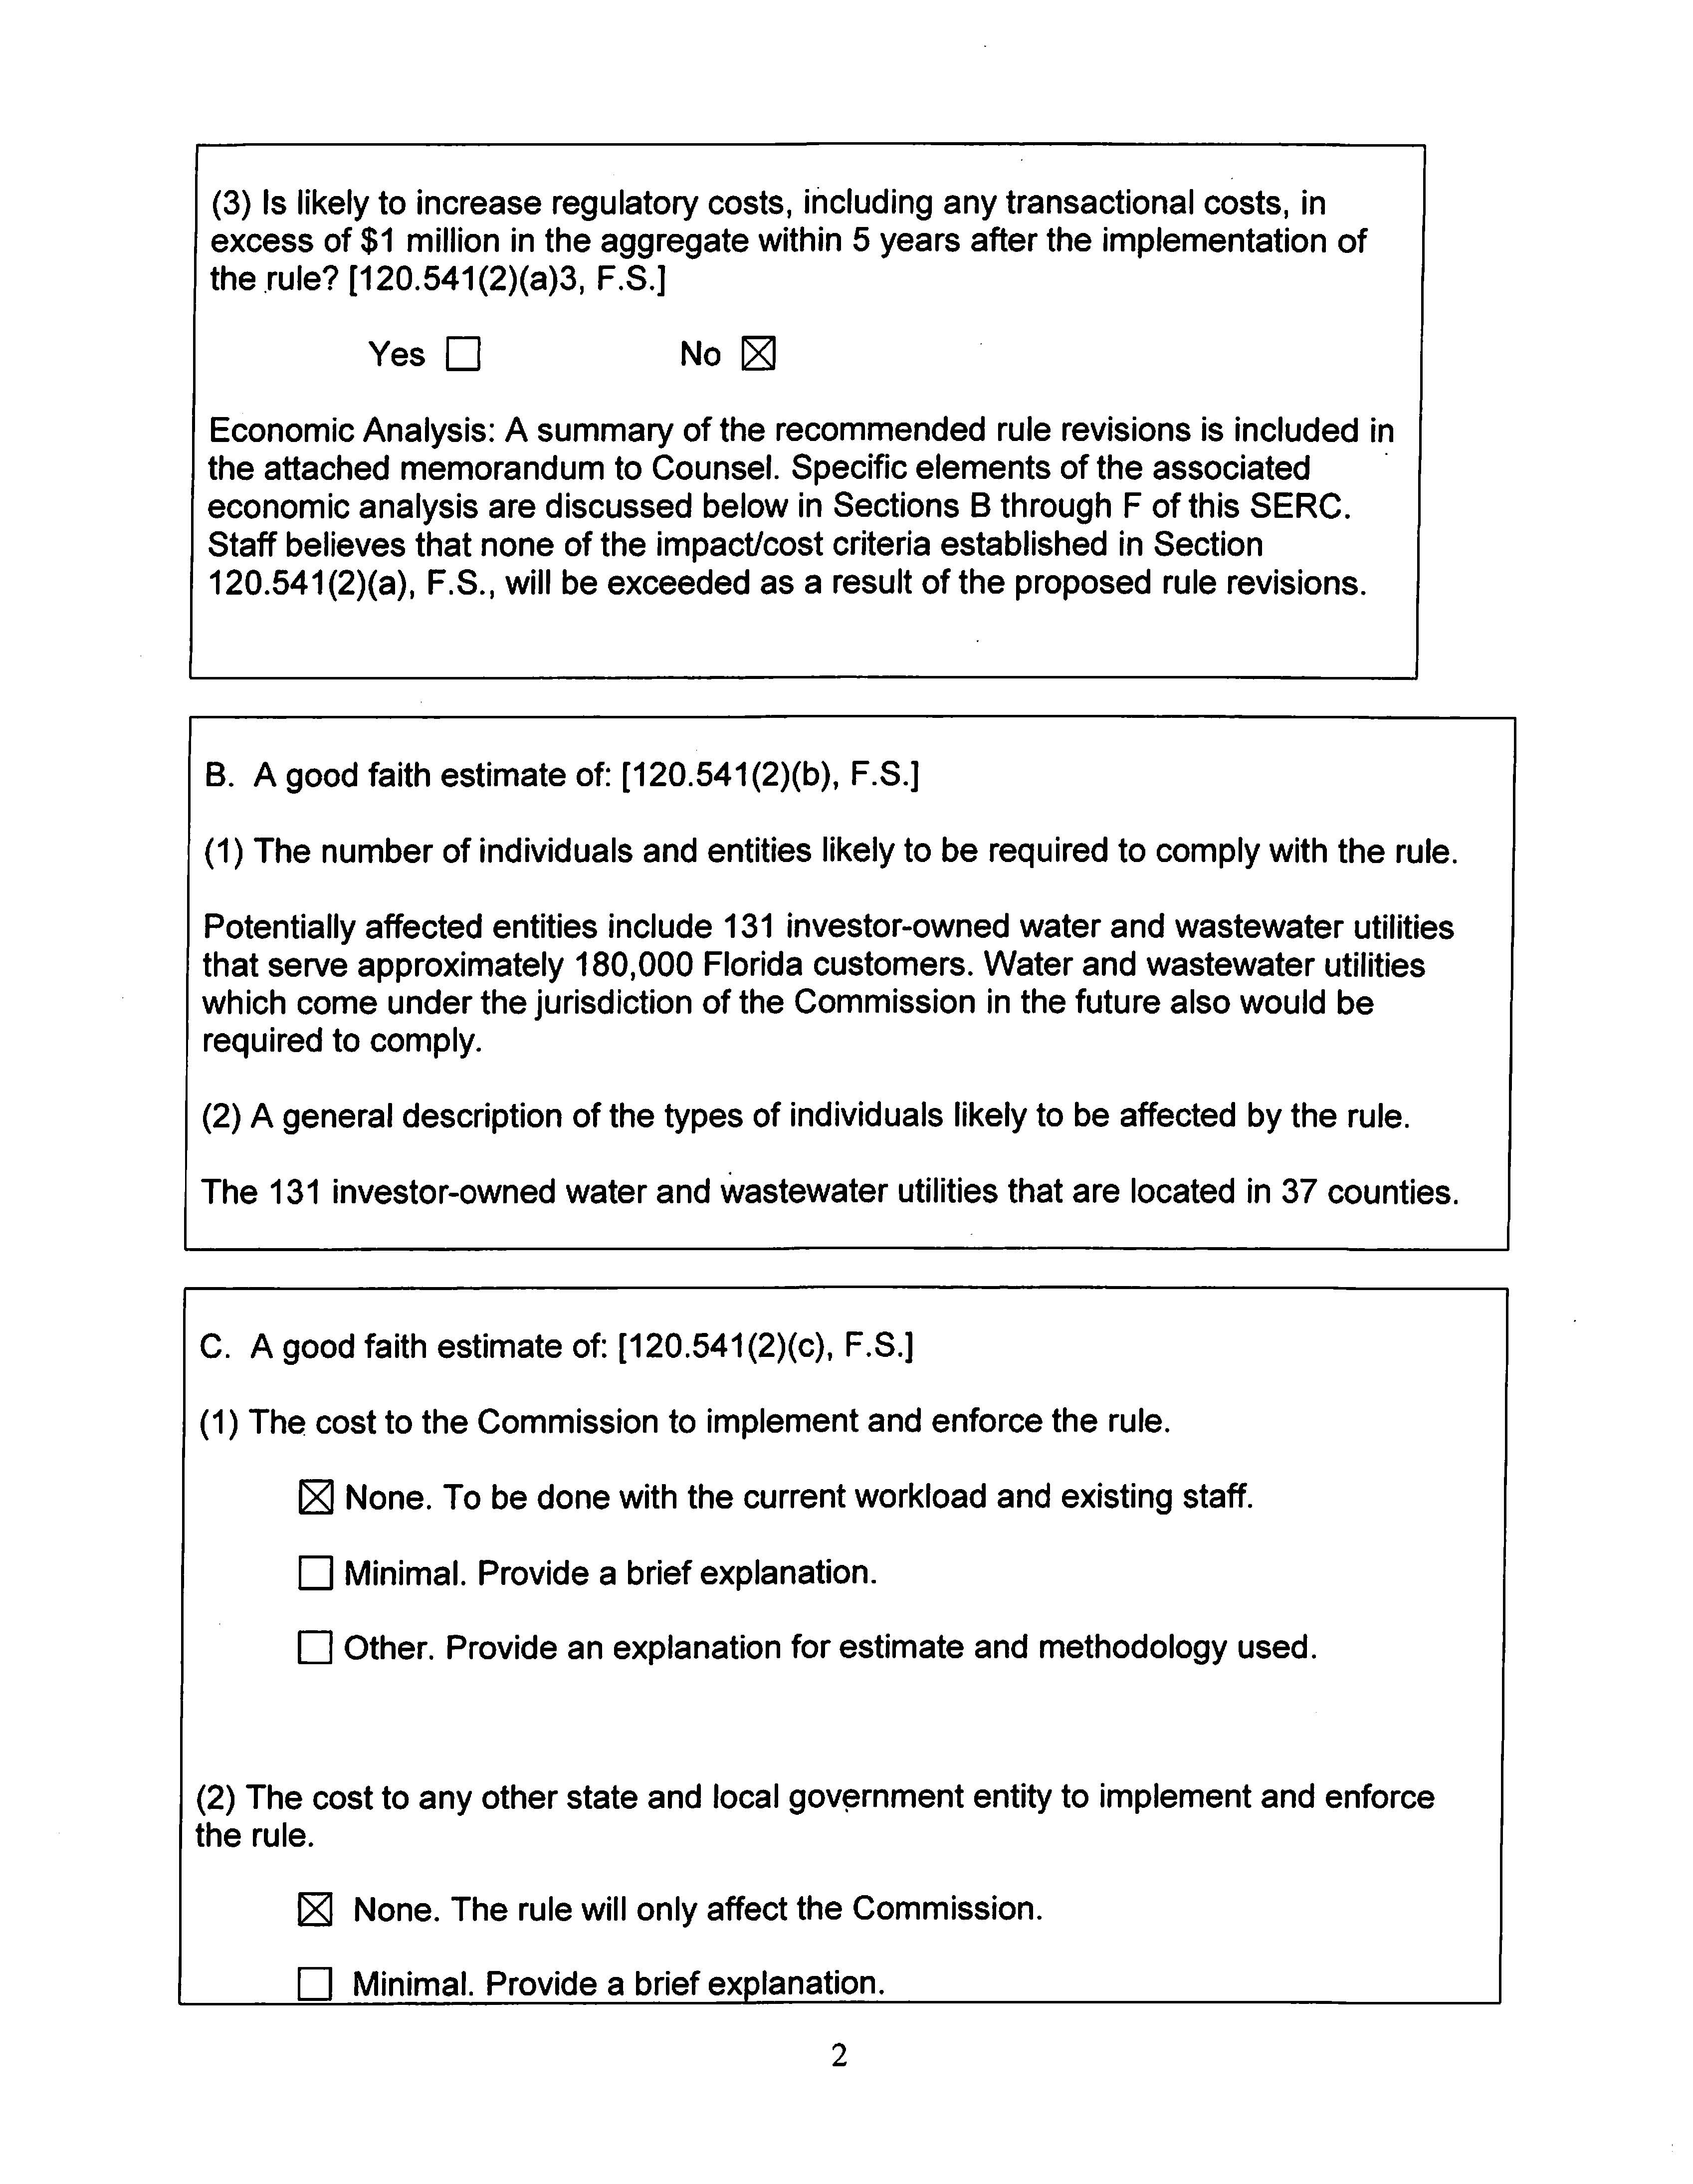 (3) Is likely to increase regulatory costs, including any transactional costs, in
excess of $1 million in the aggregate within 5 years after the implementation of
the rule? [120.541(2)(a)3, F.S.]
Yes ☐ No ☒
Economic Analysis: A summary of the recommended rule revisions is included in
the attached memorandum to Counsel. Specific elements of the associated
economic analysis are discussed below in Sections B through F of this SERC.
Staff believes that none of the impact/cost criteria established in Section
120.541(2)(a), F.S., will be exceeded as a result of the proposed rule revisions.
B. A good faith estimate of: [120.541(2)(b), F.S.]
(1) The number of individuals and entities likely to be required to comply with the rule.
Potentially affected entities include 131 investor-owned water and wastewater utilities
that serve approximately 180,000 Florida customers. Water and wastewater utilities
which come under the jurisdiction of the Commission in the future also would be
required to comply.
(2) A general description of the types of individuals likely to be affected by the rule.
The 131 investor-owned water and wastewater utilities that are located in 37 counties.
C. A good faith estimate of: [120.541(2)(c), F.S.]
(1) The cost to the Commission to implement and enforce the rule.
☒ None. To be done with the current workload and existing staff.
☐ Minimal. Provide a brief explanation.
☐ Other. Provide an explanation for estimate and methodology used.
(2) The cost to any other state and local government entity to implement and enforce
the rule.
☒ None. The rule will only affect the Commission.
☐ Minimal. Provide a brief explanation.
2